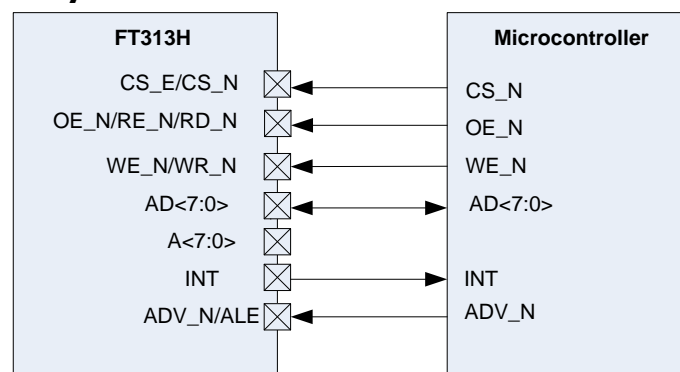 FT313H
Microcontroller
CS_E/CS_N
CS_N
OE_N/RE_N/RD_N
OE_N
WE_N/WR_N
WE_N
AD<7:0>
AD<7:0>
A<7:0>
INT
INT
ADV_N/ALE
ADV_N